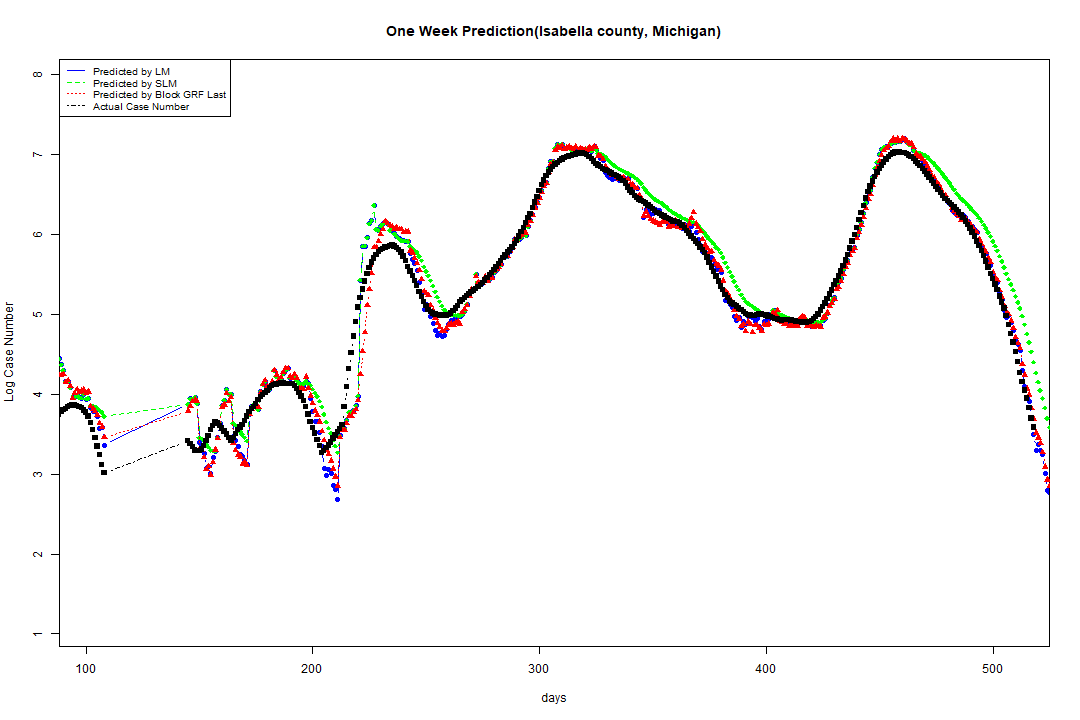 One Week Prediction(Isabella county, Michigan)
Predicted by LM
Predicted by SLM
Predicted by Block GRF Last
Actual Case Number
8
7
6
5
4
3
2
1
Log Case Number
100 200 300 400 500
days